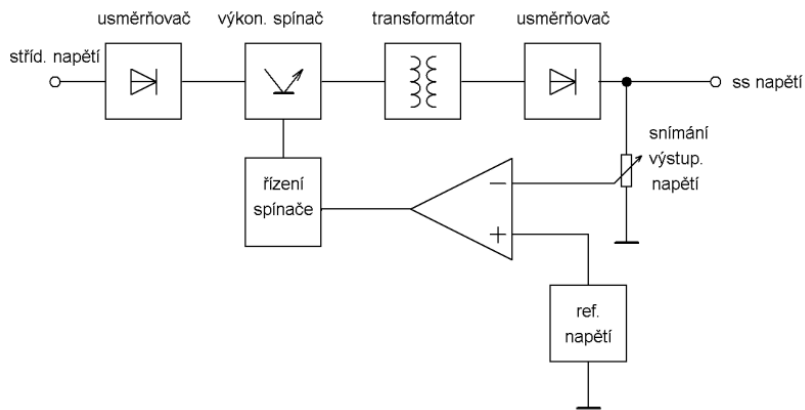 usměrňovač
výkon. spínač
transformátor
usměrňovač
stříd. napětí
ss napětí
snímání
výstup.
napětí
řízení
spínače
−
+
ref.
napětí